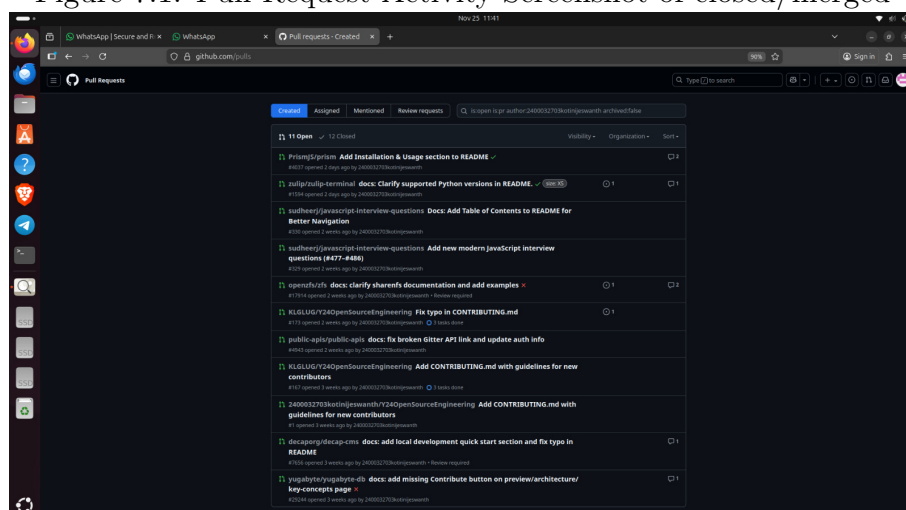 Figure 7.1: Pull Request Activity Screenshot of closed/merged
Nov 25 11:41
WhatsApp | Secure and Fr
WhatsApp
Pull requests · Created
github.com/pulls
90%
Sign in
Pull Requests
Type / to search
Created Assigned Mentioned Review requests
is:open is:pr author:2400032703kotinijeswanth archived:false
11 Open 12 Closed
Visibility Organization Sort
PrismJS/prism Add Installation & Usage section to README 2
#4037 opened 2 days ago by 2400032703kotinijeswanth
zulip/zulip-terminal docs: Clarify supported Python versions in README. size: XS 1 1
#1594 opened 2 days ago by 2400032703kotinijeswanth
sudheerj/javascript-interview-questions Docs: Add Table of Contents to README for
Better Navigation
#330 opened 2 weeks ago by 2400032703kotinijeswanth
sudheerj/javascript-interview-questions Add new modern JavaScript interview
questions (#477–#486)
#329 opened 2 weeks ago by 2400032703kotinijeswanth
openzfs/zfs docs: clarify sharenfs documentation and add examples 1 2
#17914 opened 2 weeks ago by 2400032703kotinijeswanth • Review required
KLGLUG/Y24OpenSourceEngineering Fix typo in CONTRIBUTING.md 1
#173 opened 2 weeks ago by 2400032703kotinijeswanth 3 tasks done
public-apis/public-apis docs: fix broken Gitter API link and update auth info
#4943 opened 2 weeks ago by 2400032703kotinijeswanth
KLGLUG/Y24OpenSourceEngineering Add CONTRIBUTING.md with guidelines for new
contributors
#167 opened 3 weeks ago by 2400032703kotinijeswanth 3 tasks done
2400032703kotinijeswanth/Y24OpenSourceEngineering Add CONTRIBUTING.md with
guidelines for new contributors
#1 opened 3 weeks ago by 2400032703kotinijeswanth
decaporg/decap-cms docs: add local development quick start section and fix typo in 1
README
#7656 opened 3 weeks ago by 2400032703kotinijeswanth • Review required
yugabyte/yugabyte-db docs: add missing Contribute button on preview/architecture/ 1
key-concepts page
#29244 opened 3 weeks ago by 2400032703kotinijeswanth
SSD
SSD
SSD